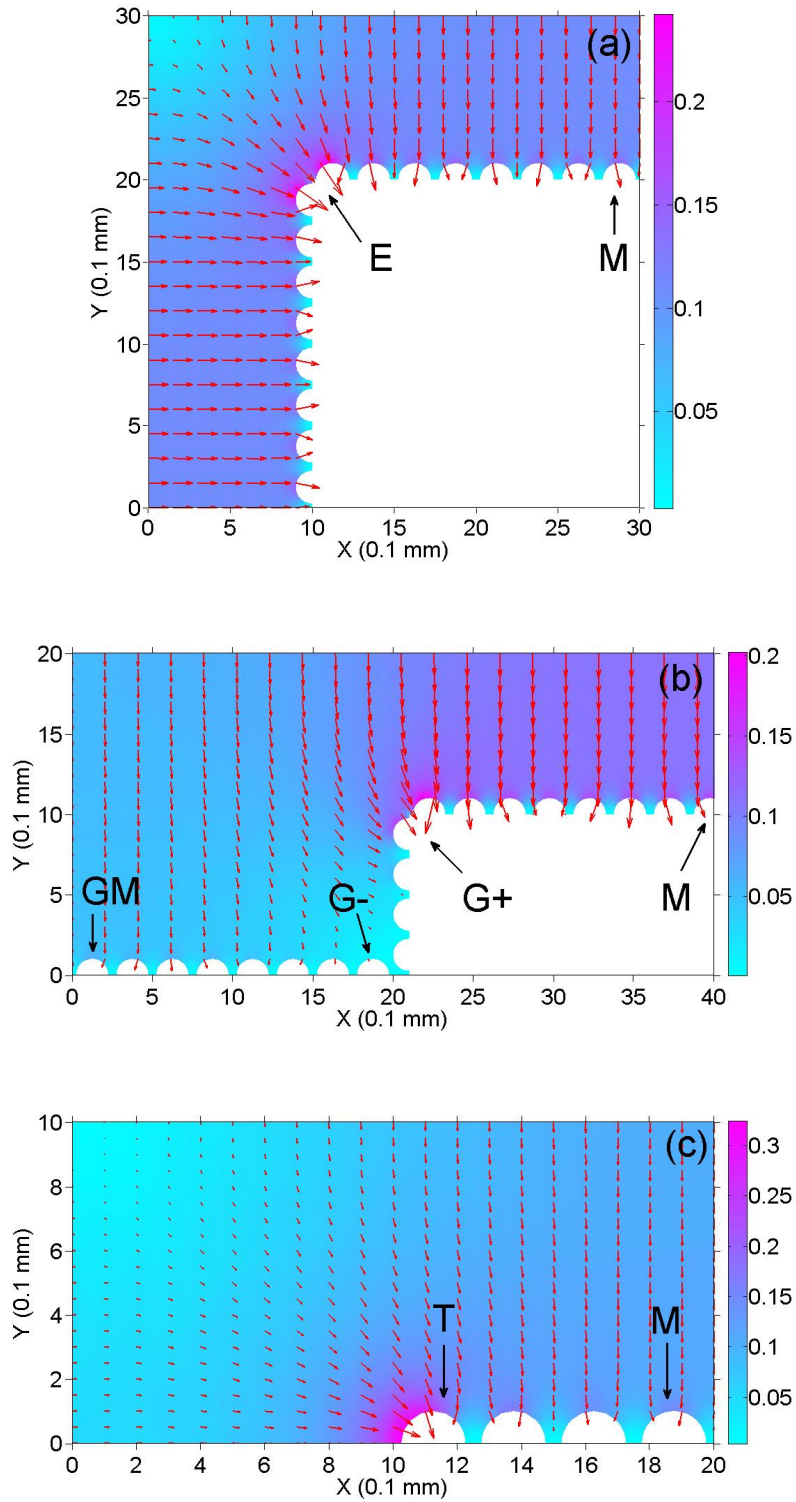 30
25
20
15
10
5
0
Y (0.1 mm)
(a)
E
M
0.2
0.15
0.1
0.05
0 5 10 15 20 25 30
X (0.1 mm)
20
15
10
5
0
Y (0.1 mm)
(b)
GM
G-
G+
M
0.2
0.15
0.1
0.05
0 5 10 15 20 25 30 35 40
X (0.1 mm)
10
8
6
4
2
0
Y (0.1 mm)
(c)
T
M
0.3
0.25
0.2
0.15
0.1
0.05
0 2 4 6 8 10 12 14 16 18 20
X (0.1 mm)